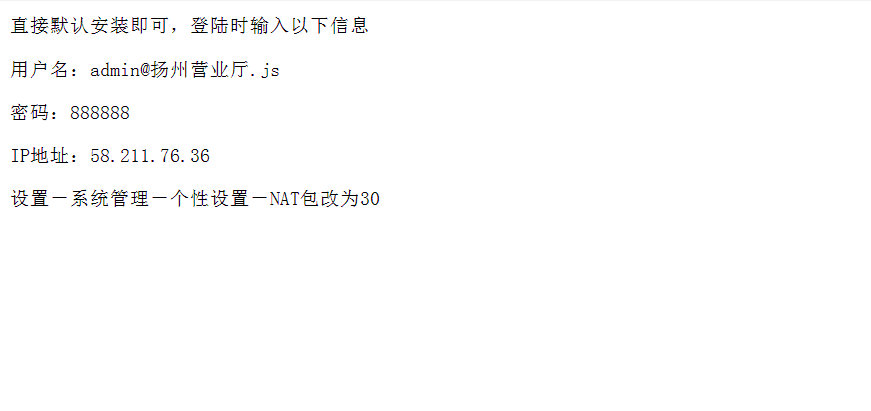 直接默认安装即可，登陆时输入以下信息
用户名：admin@扬州营业厅.js
密码：888888
IP地址：58.211.76.36
设置－系统管理－个性设置－NAT包改为30